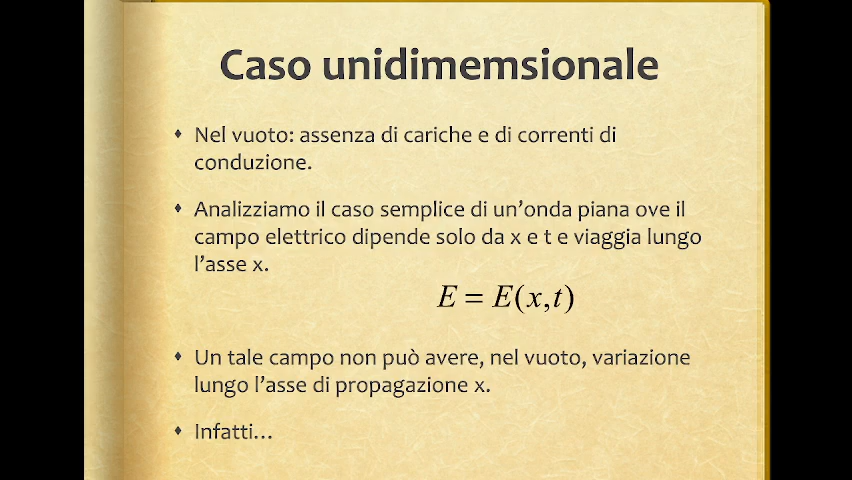 Caso unidimemsionale
Nel vuoto: assenza di cariche e di correnti di
conduzione.
Analizziamo il caso semplice di un'onda piana ove il
campo elettrico dipende solo da x e t e viaggia lungo
l'asse x.
E = E(x,t)
Un tale campo non può avere, nel vuoto, variazione
lungo l'asse di propagazione x.
Infatti...